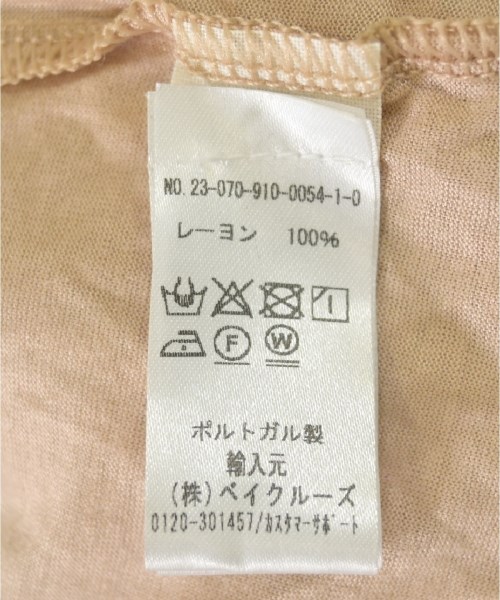 NO.23-070-910-0054-1-0
レーヨン 100%
F W
ポルトガル製
輸入元
(株)ベイクルーズ
0120-301457/カスタマーサポート